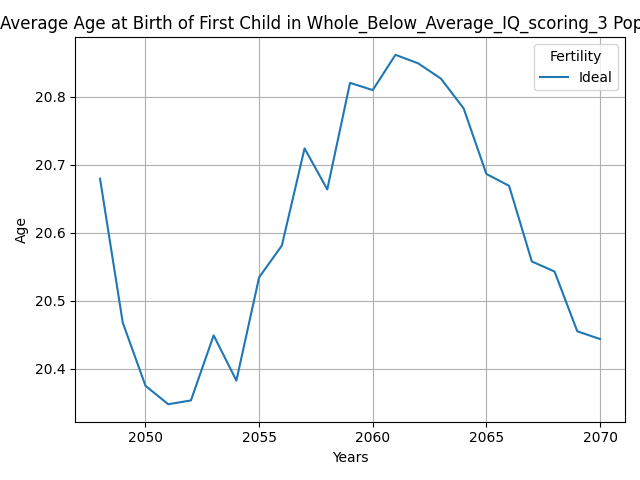 Average Age at Birth of First Child in Whole_Below_Average_IQ_scoring_3 Pop
Fertility
Ideal
Age
20.8
20.7
20.6
20.5
20.4
2050 2055 2060 2065 2070
Years